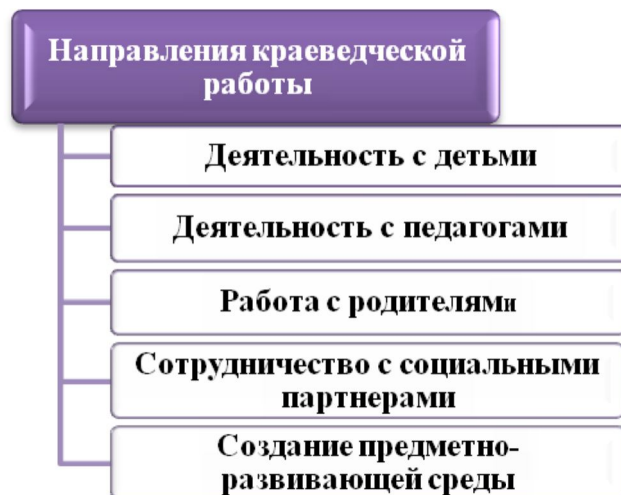 Направления краеведческой
работы
Деятельность с детьми
Деятельность с педагогами
Работа с родителями
Сотрудничество с социальными
партнерами
Создание предметно-
развивающей среды